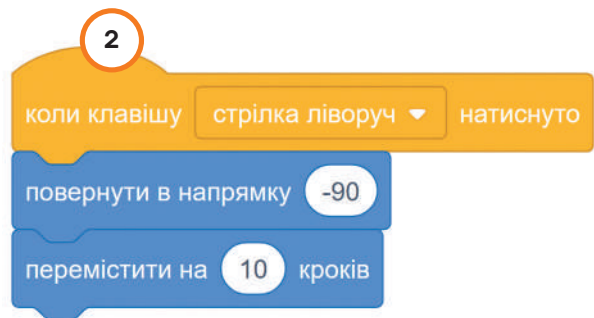 2
коли клавішу стрілка ліворуч натиснуто
повернути в напрямку -90
перемістити на 10 кроків